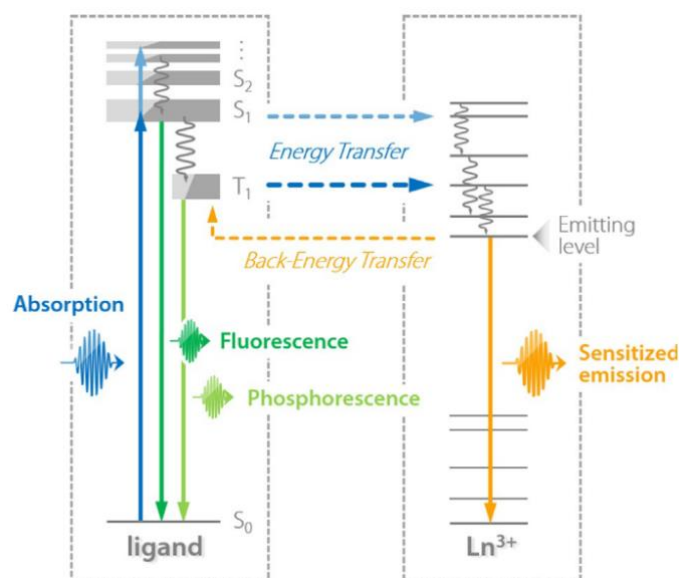 ⋮
S₂
S₁
T₁
Energy Transfer
Back-Energy Transfer
Emitting
level
Absorption
Fluorescence
Phosphorescence
Sensitized
emission
S₀
ligand
Ln³⁺